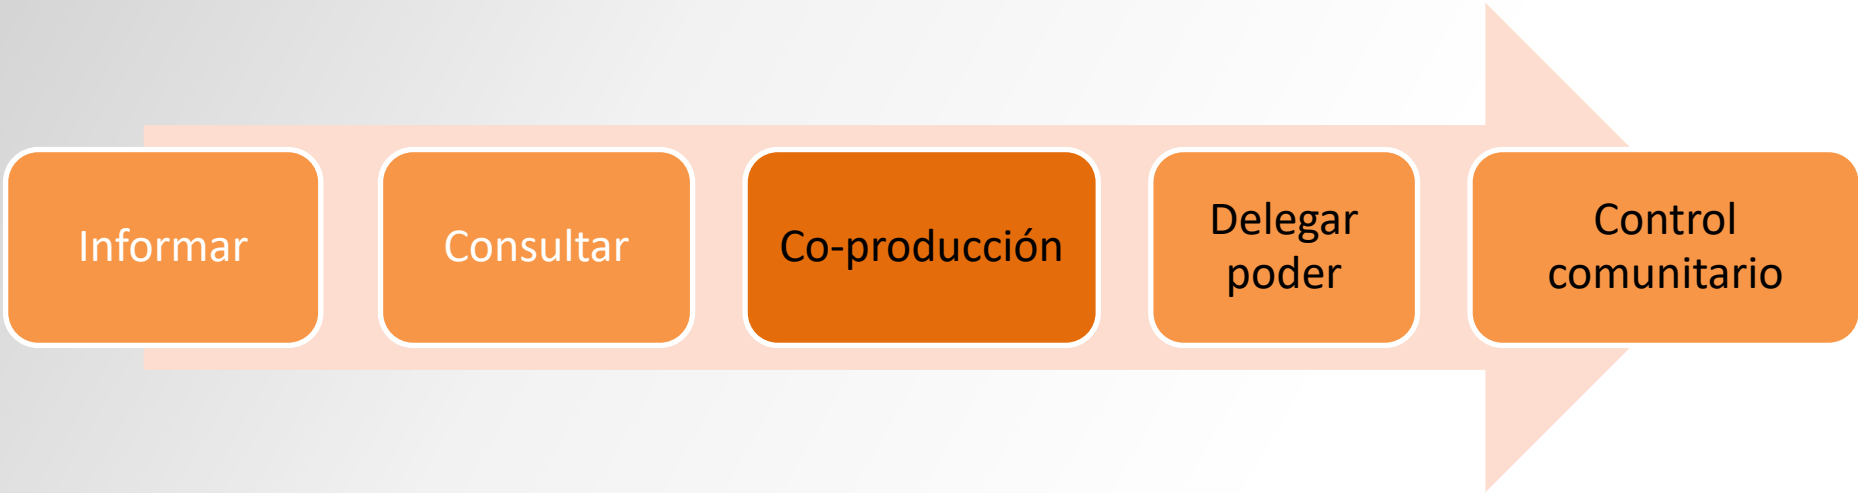 Informar
Consultar
Co-producción
Delegar
poder
Control
comunitario